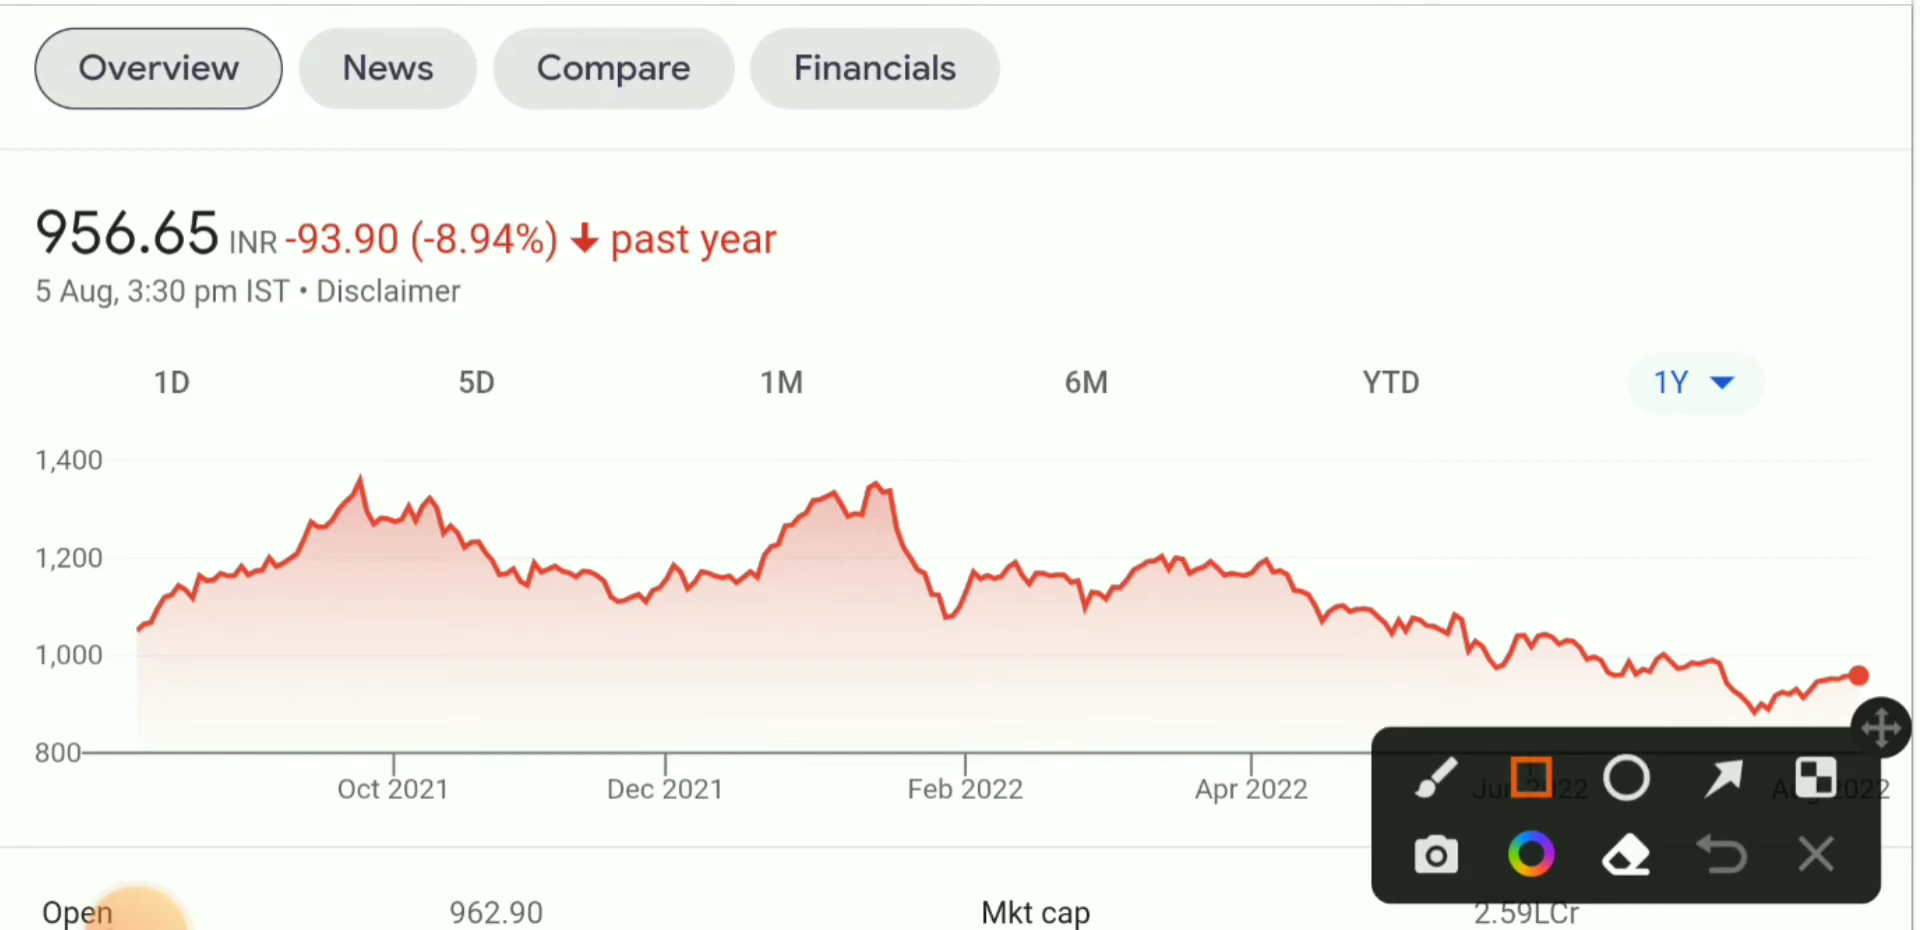 Overview News Compare Financials
956.65 INR -93.90 (-8.94%) past year
5 Aug, 3:30 pm IST • Disclaimer
1D 5D 1M 6M YTD 1Y
1,400
1,200
1,000
800
Oct 2021 Dec 2021 Feb 2022 Apr 2022 2022
Open 962.90 Mkt cap 2.59LCr